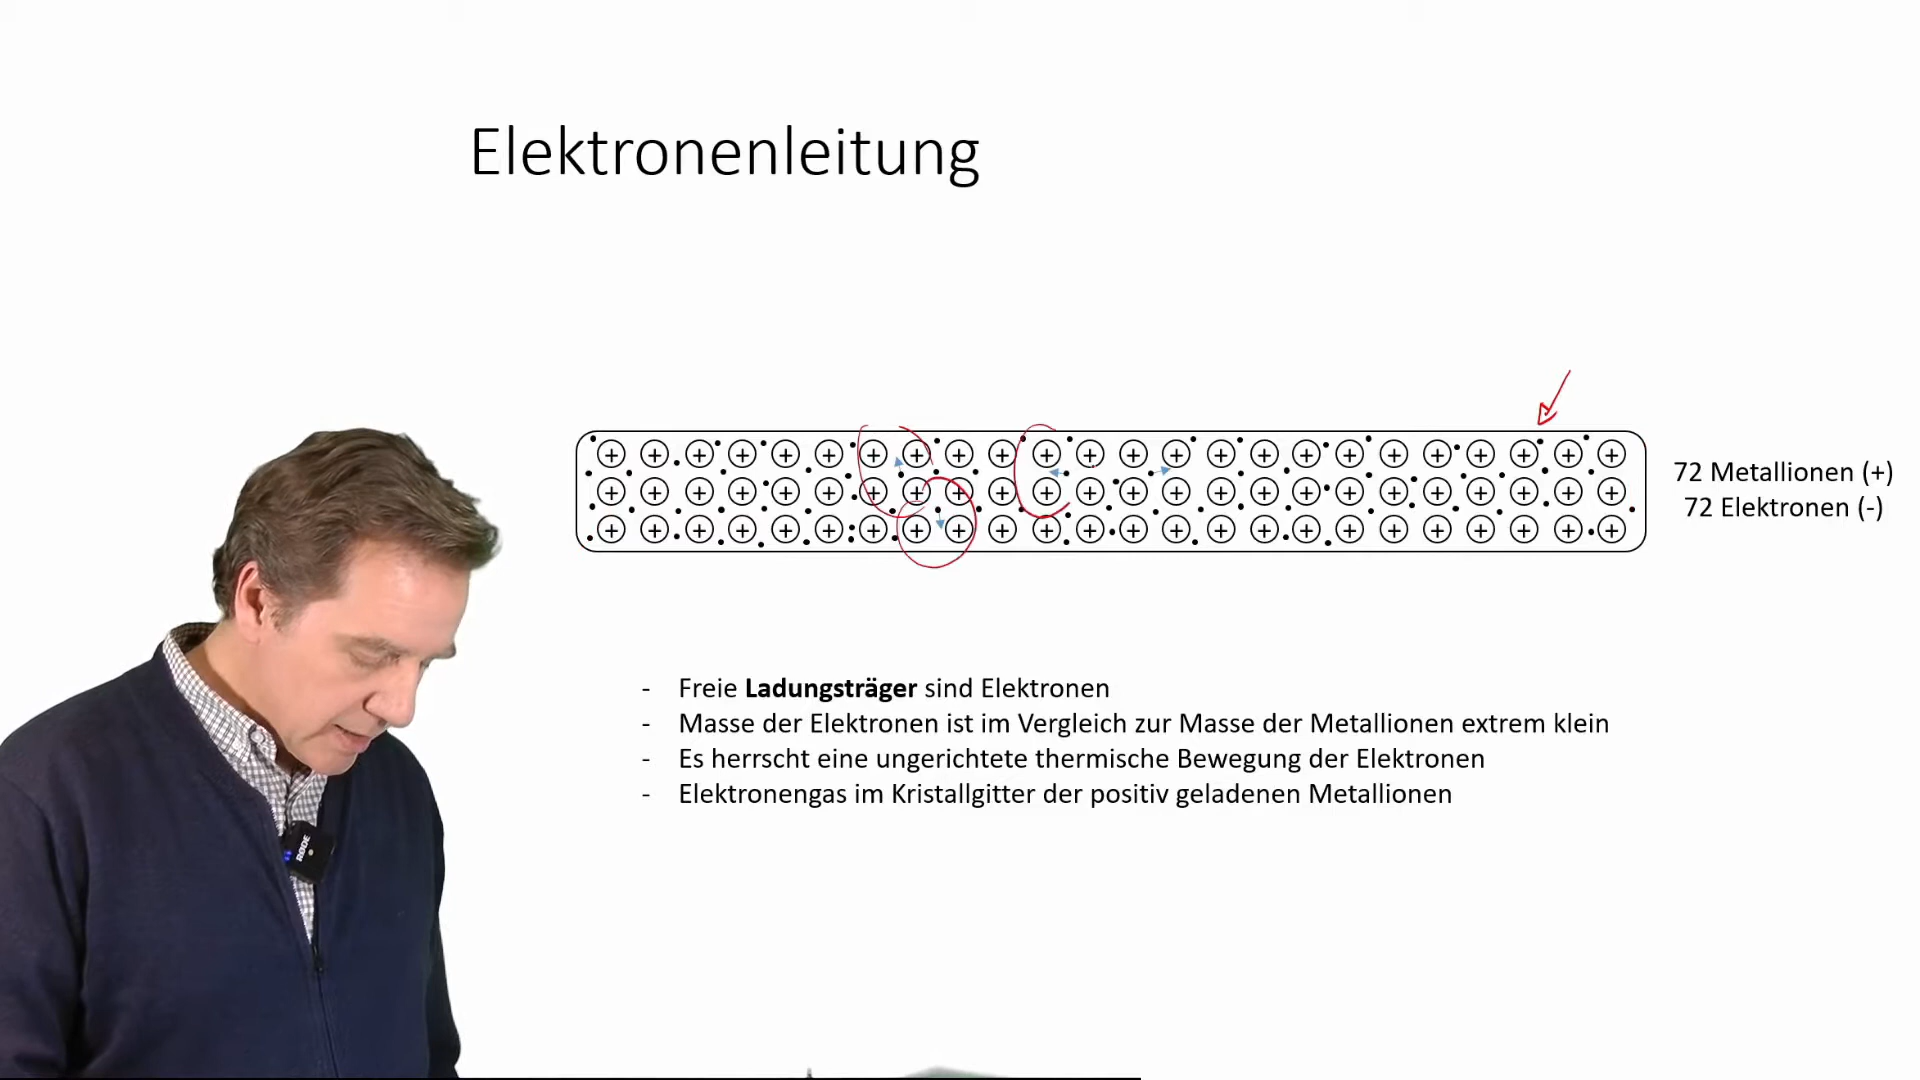 Elektronenleitung
+ + + + + + + + + + + + + + + + + + + + + + + +
+ + + + + + + + + + + + + + + + + + + + + + + +
+ + + + + + + + + + + + + + + + + + + + + + + +
72 Metallionen (+)
72 Elektronen (-)
- Freie Ladungsträger sind Elektronen
- Masse der Elektronen ist im Vergleich zur Masse der Metallionen extrem klein
- Es herrscht eine ungerichtete thermische Bewegung der Elektronen
- Elektronengas im Kristallgitter der positiv geladenen Metallionen
RØDE